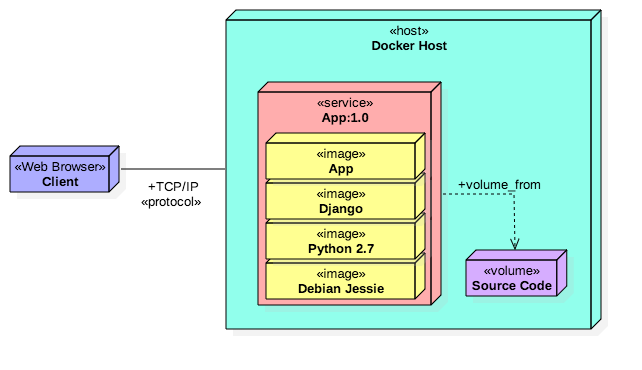 «host»
Docker Host
«service»
App:1.0
«image»
App
«Web Browser»
Client
+TCP/IP
«protocol»
«image»
Django
+volume_from
«image»
Python 2.7
«image»
Debian Jessie
«volume»
Source Code